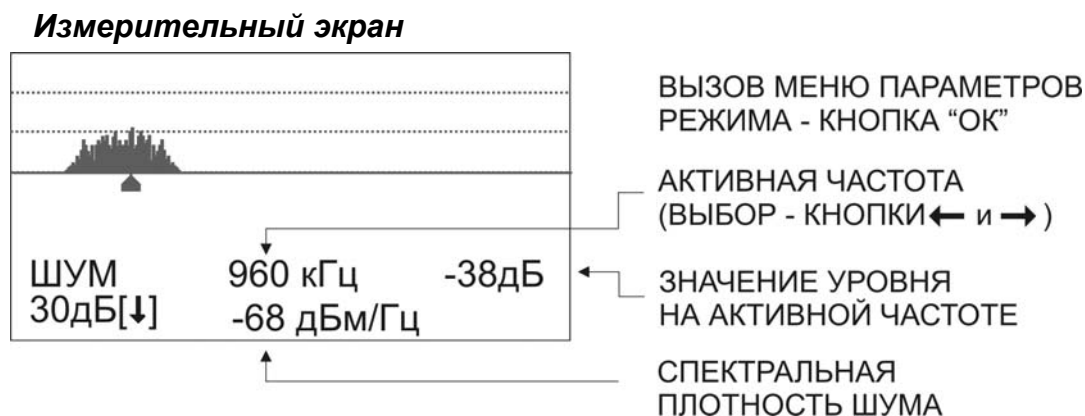 Измерительный экран
ВЫЗОВ МЕНЮ ПАРАМЕТРОВ
РЕЖИМА - КНОПКА “ОК”
АКТИВНАЯ ЧАСТОТА
(ВЫБОР - КНОПКИ← и →)
ШУМ 960 кГц -38дБ
30дБ[↓] -68 дБм/Гц
ЗНАЧЕНИЕ УРОВНЯ
НА АКТИВНОЙ ЧАСТОТЕ
СПЕКТРАЛЬНАЯ
ПЛОТНОСТЬ ШУМА